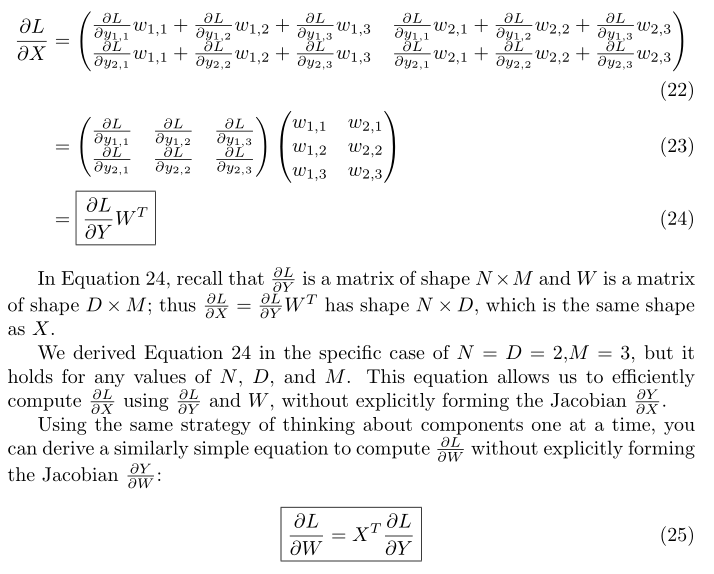 $$\frac{\partial L}{\partial X} = \begin{pmatrix} \frac{\partial L}{\partial y_{1,1}} w_{1,1} + \frac{\partial L}{\partial y_{1,2}} w_{1,2} + \frac{\partial L}{\partial y_{1,3}} w_{1,3} & \frac{\partial L}{\partial y_{1,1}} w_{2,1} + \frac{\partial L}{\partial y_{1,2}} w_{2,2} + \frac{\partial L}{\partial y_{1,3}} w_{2,3} \\ \frac{\partial L}{\partial y_{2,1}} w_{1,1} + \frac{\partial L}{\partial y_{2,2}} w_{1,2} + \frac{\partial L}{\partial y_{2,3}} w_{1,3} & \frac{\partial L}{\partial y_{2,1}} w_{2,1} + \frac{\partial L}{\partial y_{2,2}} w_{2,2} + \frac{\partial L}{\partial y_{2,3}} w_{2,3} \end{pmatrix}$$
(22)
$$= \begin{pmatrix} \frac{\partial L}{\partial y_{1,1}} & \frac{\partial L}{\partial y_{1,2}} & \frac{\partial L}{\partial y_{1,3}} \\ \frac{\partial L}{\partial y_{2,1}} & \frac{\partial L}{\partial y_{2,2}} & \frac{\partial L}{\partial y_{2,3}} \end{pmatrix} \begin{pmatrix} w_{1,1} & w_{2,1} \\ w_{1,2} & w_{2,2} \\ w_{1,3} & w_{2,3} \end{pmatrix}$$ (23)
$$= \boxed{\frac{\partial L}{\partial Y} W^T}$$ (24)
In Equation 24, recall that $\frac{\partial L}{\partial Y}$ is a matrix of shape $N \times M$ and $W$ is a matrix
of shape $D \times M$; thus $\frac{\partial L}{\partial X} = \frac{\partial L}{\partial Y} W^T$ has shape $N \times D$, which is the same shape
as $X$.
We derived Equation 24 in the specific case of $N = D = 2$,$M = 3$, but it
holds for any values of $N$, $D$, and $M$. This equation allows us to efficiently
compute $\frac{\partial L}{\partial X}$ using $\frac{\partial L}{\partial Y}$ and $W$, without explicitly forming the Jacobian $\frac{\partial Y}{\partial X}$.
Using the same strategy of thinking about components one at a time, you
can derive a similarly simple equation to compute $\frac{\partial L}{\partial W}$ without explicitly forming
the Jacobian $\frac{\partial Y}{\partial W}$:
$$\boxed{\frac{\partial L}{\partial W} = X^T \frac{\partial L}{\partial Y}}$$ (25)